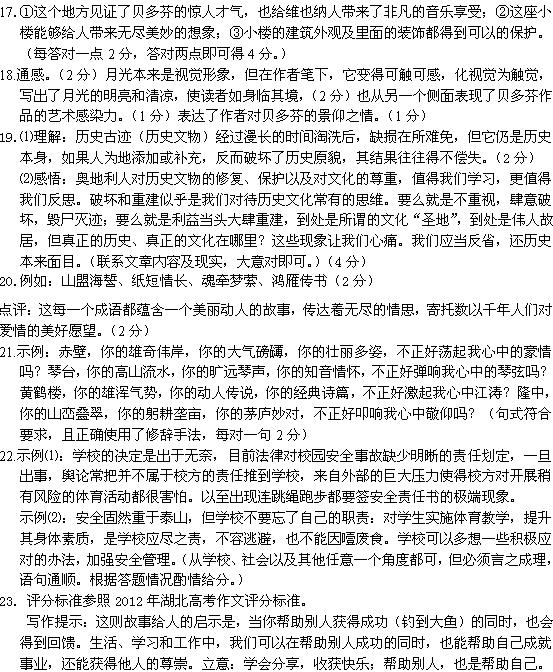 17.①这个地方见证了贝多芬的惊人才气，也给维也纳人带来了非凡的音乐享受；②这座小
楼能够给人带来无尽美妙的想象；③小楼的建筑外观及里面的装饰都得到可以的保护。
（每答对一点 2 分，答对两点即可得 4 分。）
18.通感。（2 分）月光本来是视觉形象，但在作者笔下，它变得可触可感，化视觉为触觉，
写出了月光的明亮和清凉，使读者如身临其境，（2 分）也从另一个侧面表现了贝多芬作
品的艺术感染力。（1 分）表达了作者对贝多芬的景仰之情。（1 分）
19.⑴理解：历史古迹（历史文物）经过漫长的时间淘洗后，缺损在所难免，但它仍是历史
本身，如果人为地添加或补充，反而破坏了历史原貌，其结果往往得不偿失。（2 分）
⑵感悟：奥地利人对历史文物的修复、保护以及对文化的尊重，值得我们学习，更值得
我们反思。破坏和重建似乎是我们对待历史文化常有的思维。要么就是不重视，肆意破
坏，毁尸灭迹；要么就是利益当头大肆重建，到处是所谓的文化“圣地”，到处是伟人故
居，但真正的历史、真正的文化在哪里？这些现象让我们心痛。我们应当反省，还历史
本来面目。（联系文章内容及现实，大意对即可。）（4 分）
20.例如：山盟海誓、纸短情长、魂牵梦萦、鸿雁传书（2 分）
点评：这每一个成语都蕴含一个美丽动人的故事，传达着无尽的情思，寄托数以千年人们对
爱情的美好愿望。（2 分）
21.示例：赤壁，你的雄奇伟岸，你的大气磅礴，你的壮丽多姿，不正好荡起我心中的豪情
吗？琴台，你的高山流水，你的旷远琴声，你的知音情怀，不正好弹响我心中的琴弦吗？
黄鹤楼，你的雄浑气势，你的动人传说，你的经典诗篇，不正好激起我心中江涛？隆中，
你的山峦叠翠，你的躬耕垄亩，你的茅庐妙对，不正好叩响我心中敬仰吗？（句式符合
要求，且正确使用了修辞手法，每对一句 2 分）
22.示例⑴：学校的决定是出于无奈，目前法律对校园安全事故缺少明晰的责任划定，一旦
出事，舆论常把并不属于校方的责任推到学校，来自外部的巨大压力使得校方对开展稍
有风险的体育活动都很害怕。以至出现连跳绳跑步都要签安全责任书的极端现象。
示例⑵：安全固然重于泰山，但学校不要忘了自己的职责：对学生实施体育教学，提升
其身体素质，是学校应尽之责，不容逃避，也不能因噎废食。学校可以多想一些积极应
对的办法，加强安全管理。（从学校、社会以及其他任意一个角度都可，但必须言之成理，
语句通顺。根据答题情况酌情给分。）
23. 评分标准参照 2012 年湖北高考作文评分标准。
写作提示：这则故事给人的启示是，当你帮助别人获得成功（钓到大鱼）的同时，也会
得到回馈。生活、学习和工作中，我们可以在帮助别人成功的同时，也能帮助自己成就
事业，还能获得他人的尊崇。立意：学会分享，收获快乐；帮助别人，也是帮助自己．